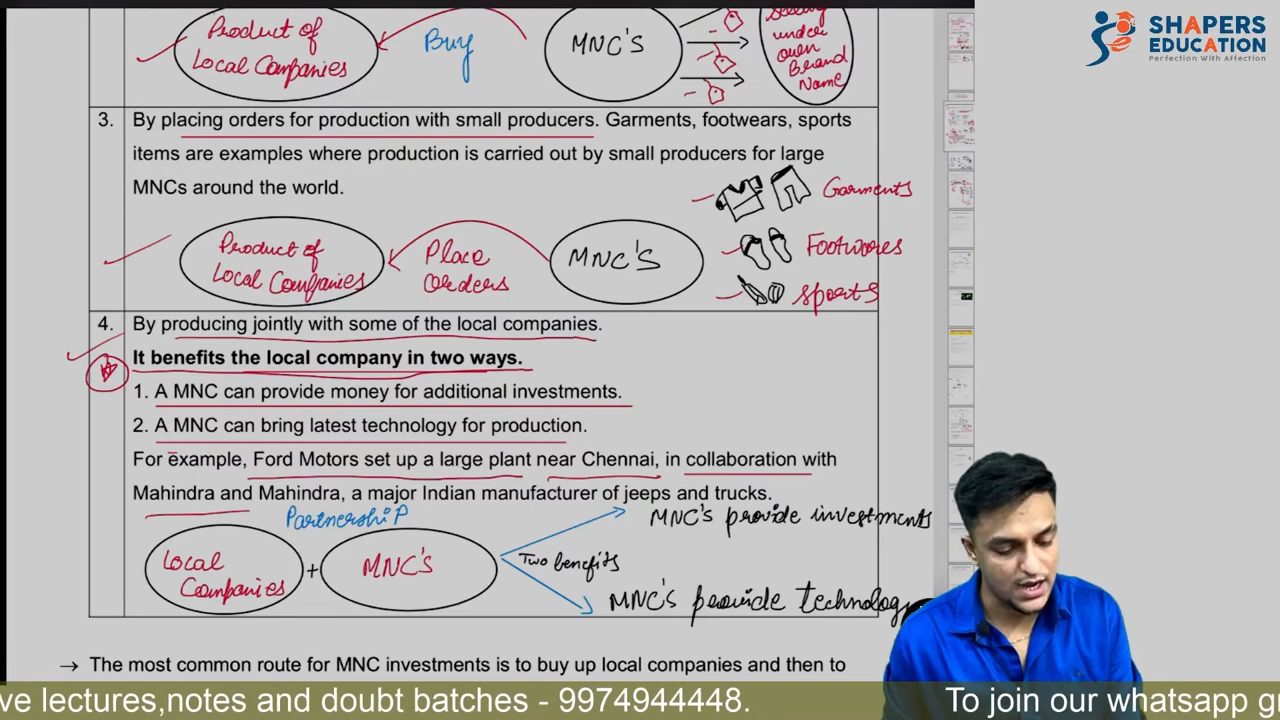 SHAPERS
EDUCATION
Perfection With Affection
Product of
Local Companies
Buy
MNC'S
Selling
under
own
Brand
Name
3. By placing orders for production with small producers. Garments, footwears, sports
items are examples where production is carried out by small producers for large
MNCs around the world.
Garments
Product of
Local Companies
Place
Orders
MNC'S
Footwares
Sports
4. By producing jointly with some of the local companies.
It benefits the local company in two ways.
1. A MNC can provide money for additional investments.
2. A MNC can bring latest technology for production.
For example, Ford Motors set up a large plant near Chennai, in collaboration with
Mahindra and Mahindra, a major Indian manufacturer of jeeps and trucks.
Partnership
MNC's provide investments
Local
Companies
+
MNC's
Two benefits
MNC's provide technolog
→ The most common route for MNC investments is to buy up local companies and then to
ve lectures,notes and doubt batches - 9974944448. To join our whatsapp g